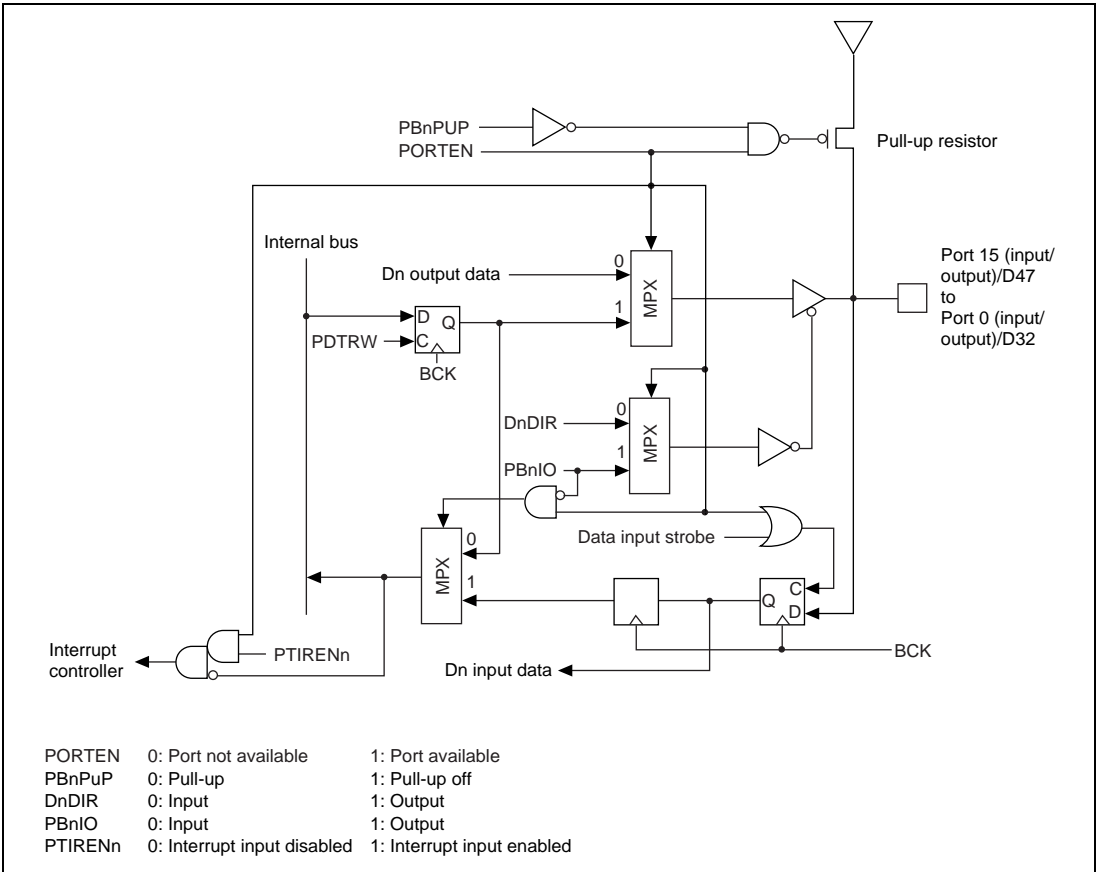 PBnPUP
PORTEN
Pull-up resistor
Internal bus
Dn output data
0
1
MPX
Port 15 (input/
output)/D47
to
Port 0 (input/
output)/D32
D
Q
PDTRW
C
BCK
DnDIR
0
1
MPX
PBnIO
Data input strobe
0
1
MPX
C
Q
D
Interrupt
controller
PTIRENn
Dn input data
BCK
PORTEN 0: Port not available 1: Port available
PBnPuP 0: Pull-up 1: Pull-up off
DnDIR 0: Input 1: Output
PBnIO 0: Input 1: Output
PTIRENn 0: Interrupt input disabled 1: Interrupt input enabled